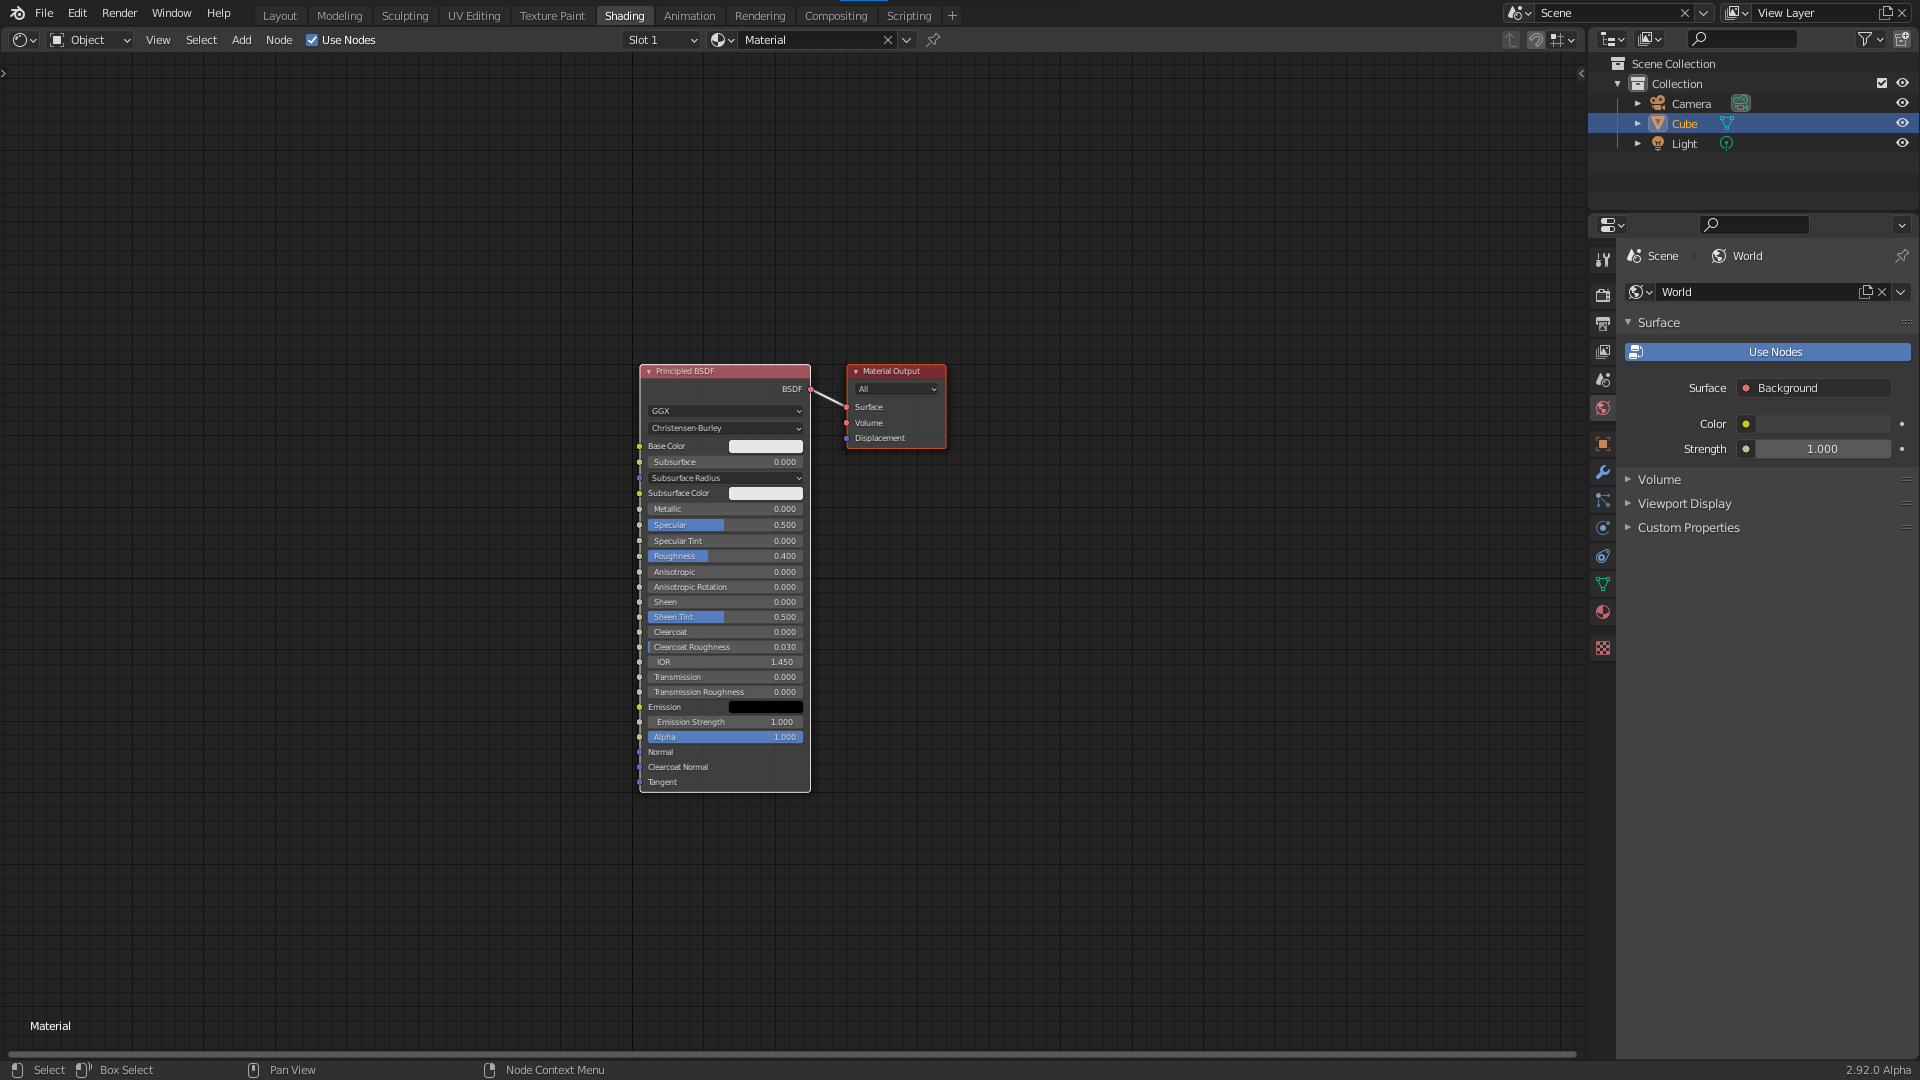 File Edit Render Window Help Layout Modeling Sculpting UV Editing Texture Paint Shading Animation Rendering Compositing Scripting Scene View Layer
Object View Select Add Node Use Nodes Slot 1 Material
Scene Collection
Collection
Camera
Cube
Light
Scene World
World
Surface
Use Nodes
Surface Background
Color
Strength 1.000
Volume
Viewport Display
Custom Properties
Principled BSDF
BSDF
GGX
Christensen-Burley
Base Color
Subsurface 0.000
Subsurface Radius
Subsurface Color
Metallic 0.000
Specular 0.500
Specular Tint 0.000
Roughness 0.400
Anisotropic 0.000
Anisotropic Rotation 0.000
Sheen 0.000
Sheen Tint 0.500
Clearcoat 0.000
Clearcoat Roughness 0.030
IOR 1.450
Transmission 0.000
Transmission Roughness 0.000
Emission
Emission Strength 1.000
Alpha 1.000
Normal
Clearcoat Normal
Tangent
Material Output
All
Surface
Volume
Displacement
Material
Select Box Select Pan View Node Context Menu 2.92.0 Alpha